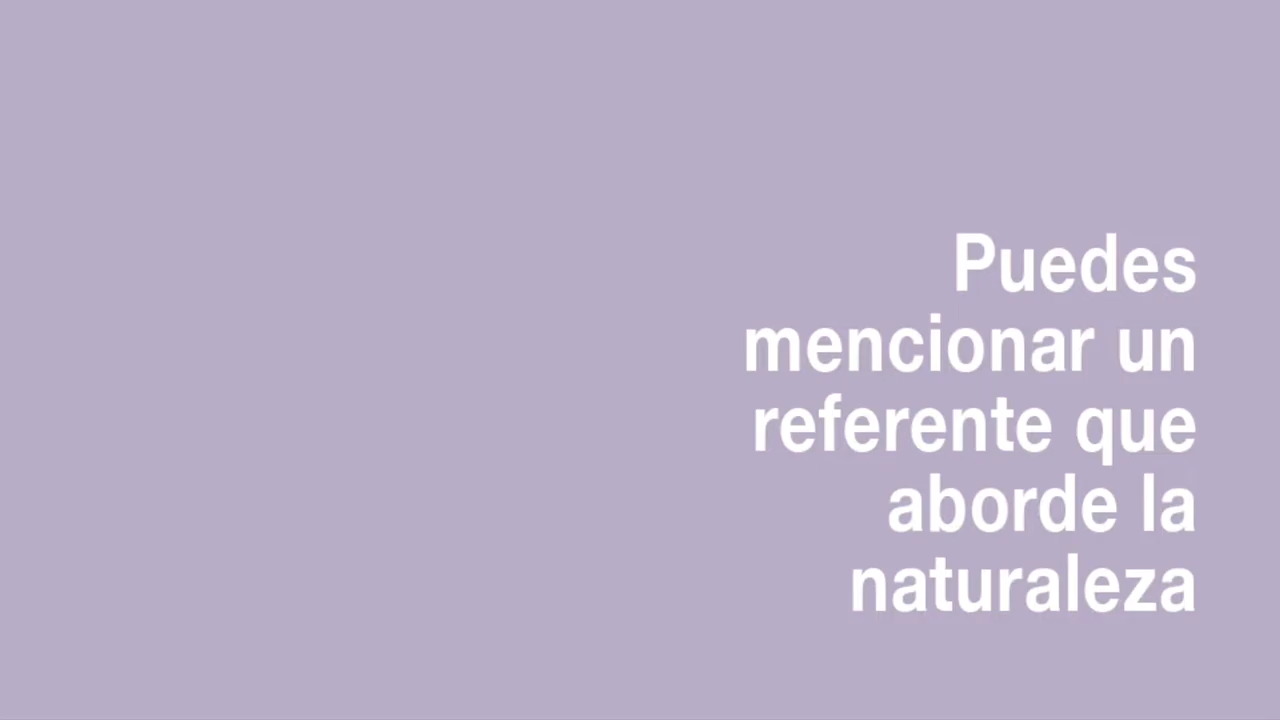 Puedes
mencionar un
referente que
aborde la
naturaleza